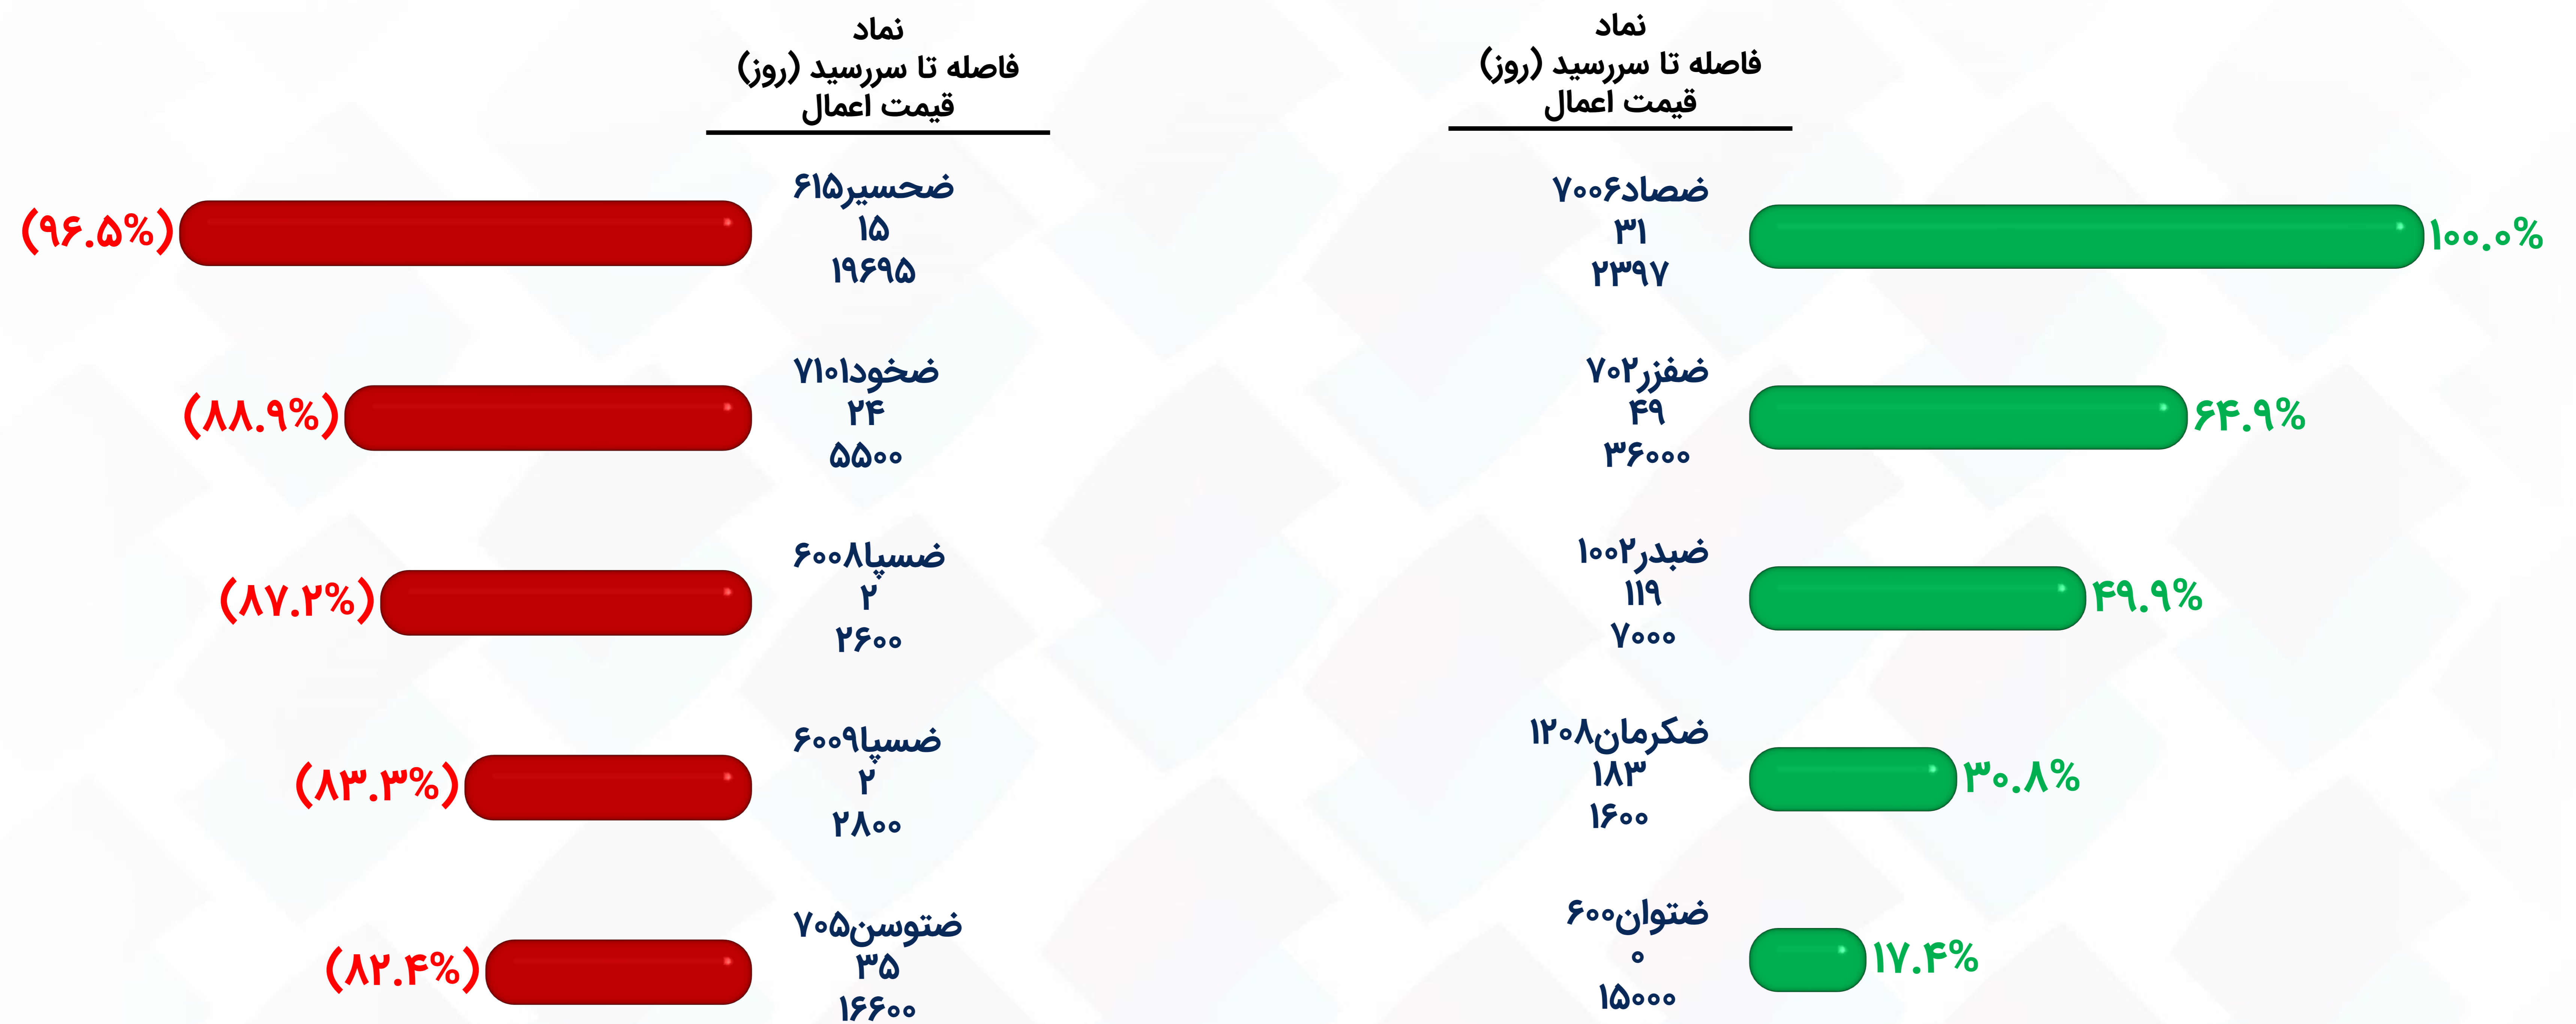 نماد
فاصله تا سررسید (روز)
قیمت اعمال
ضصاد۷۰۰۶
۳۱
۲۳۹۷
۱۰۰.۰%
ضفزر۷۰۲
۴۹
۳۶۰۰۰
۶۴.۹%
ضبدر۱۰۰۲
۱۱۹
۷۰۰۰
۴۹.۹%
ضکرمان۱۲۰۸
۱۸۳
۱۶۰۰
۳۰.۸%
ضتوان۶۰۰
۰
۱۵۰۰۰
۱۷.۴%
نماد
فاصله تا سررسید (روز)
قیمت اعمال
ضحسیر۶۱۵
۱۵
۱۹۶۹۵
(۹۶.۵%)
ضخود۷۱۰۱
۲۴
۵۵۰۰
(۸۸.۹%)
ضسپا۶۰۰۸
۲
۲۶۰۰
(۸۷.۲%)
ضسپا۶۰۰۹
۲
۲۸۰۰
(۸۳.۳%)
ضتوسن۷۰۵
۳۵
۱۶۶۰۰
(۸۲.۴%)